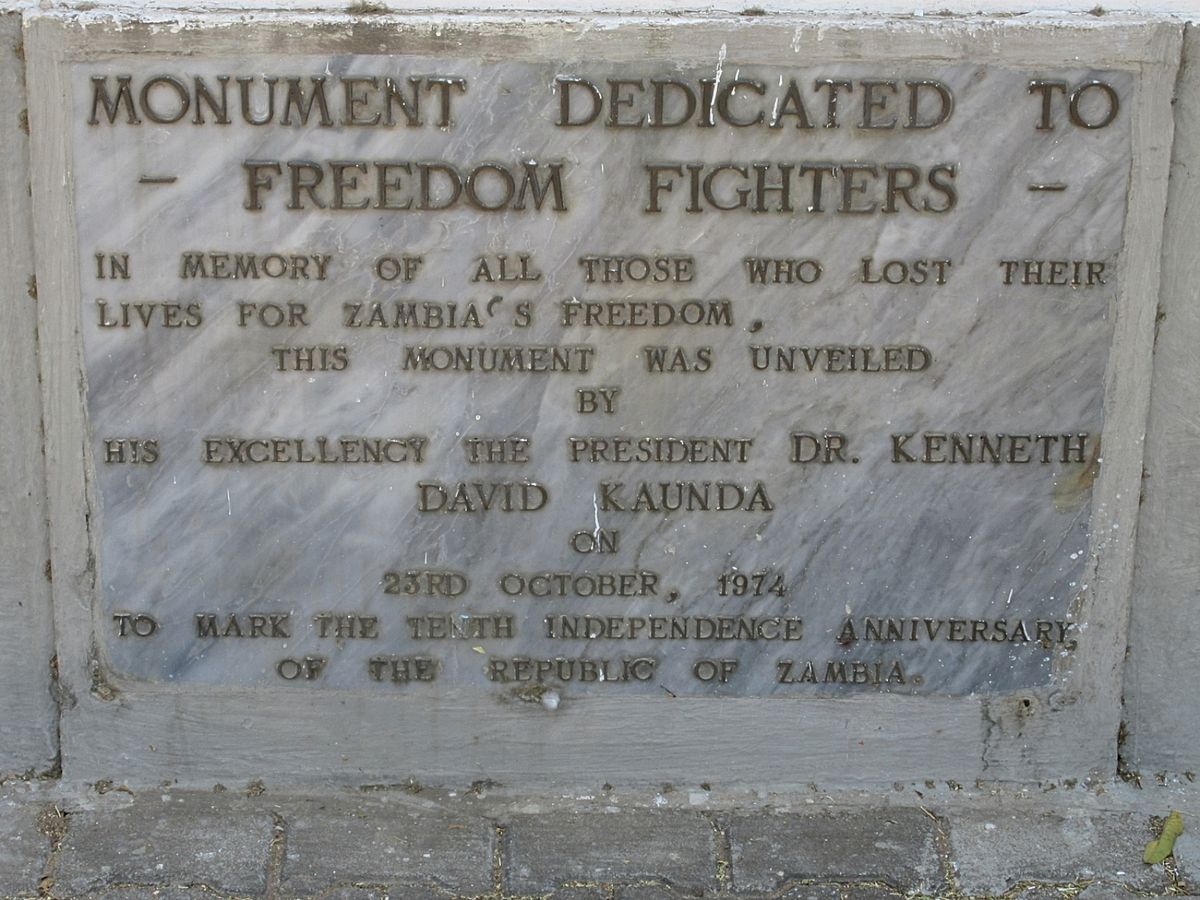 MONUMENT DEDICATED TO
- FREEDOM FIGHTERS -
IN MEMORY OF ALL THOSE WHO LOST THEIR
LIVES FOR ZAMBIA'S FREEDOM,
THIS MONUMENT WAS UNVEILED
BY
HIS EXCELLENCY THE PRESIDENT DR. KENNETH
DAVID KAUNDA
ON
23RD OCTOBER, 1974
TO MARK THE TENTH INDEPENDENCE ANNIVERSARY
OF THE REPUBLIC OF ZAMBIA.